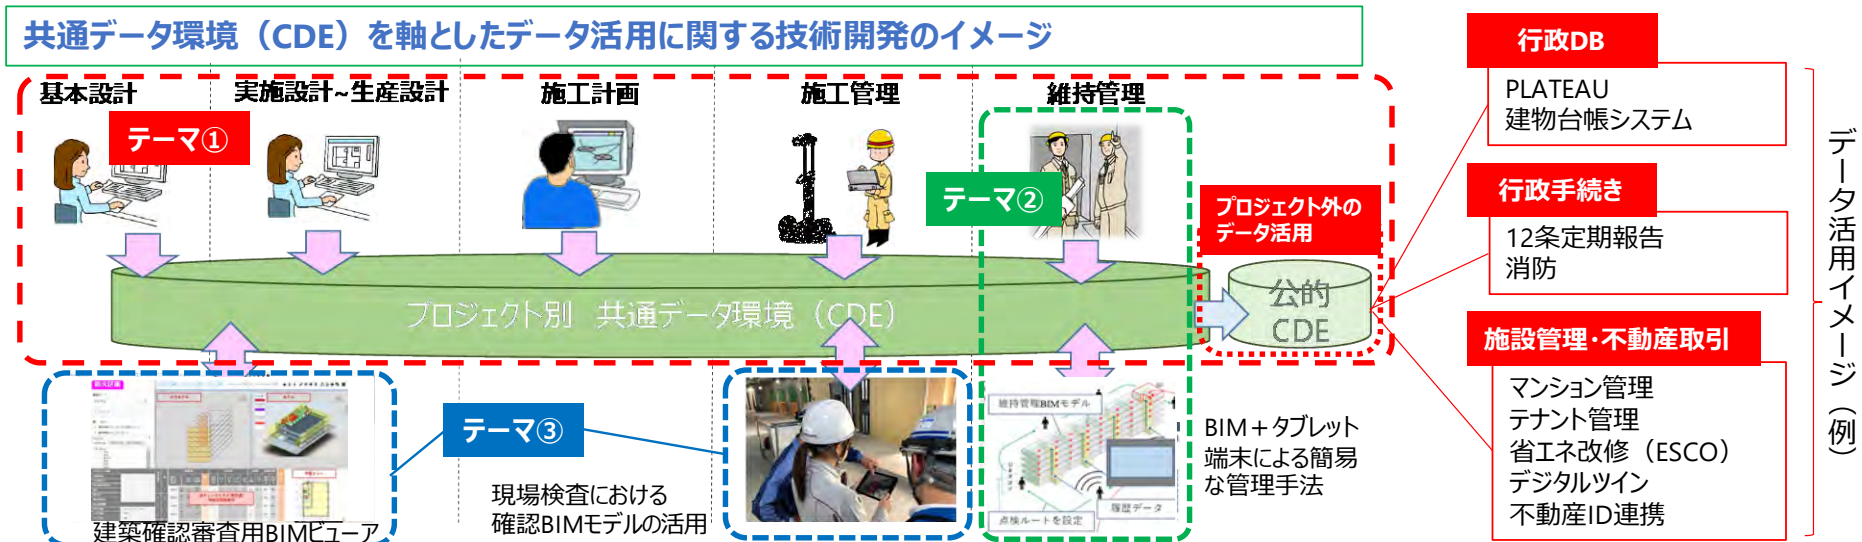 共通データ環境（CDE）を軸としたデータ活用に関する技術開発のイメージ
基本設計
実施設計~生産設計
施工計画
施工管理
維持管理
テーマ①
テーマ②
プロジェクト外の
データ活用
プロジェクト別　共通データ環境（CDE）
公的
CDE
テーマ③
建築確認審査用BIMビューア
現場検査における
確認BIMモデルの活用
維持管理BIMモデル
点検ルートを設定
履歴データ
BIM＋タブレット
端末による簡易
な管理手法
行政DB
PLATEAU
建物台帳システム
行政手続き
12条定期報告
消防
施設管理・不動産取引
マンション管理
テナント管理
省エネ改修（ESCO）
デジタルツイン
不動産ID連携
データ活用イメージ（例）